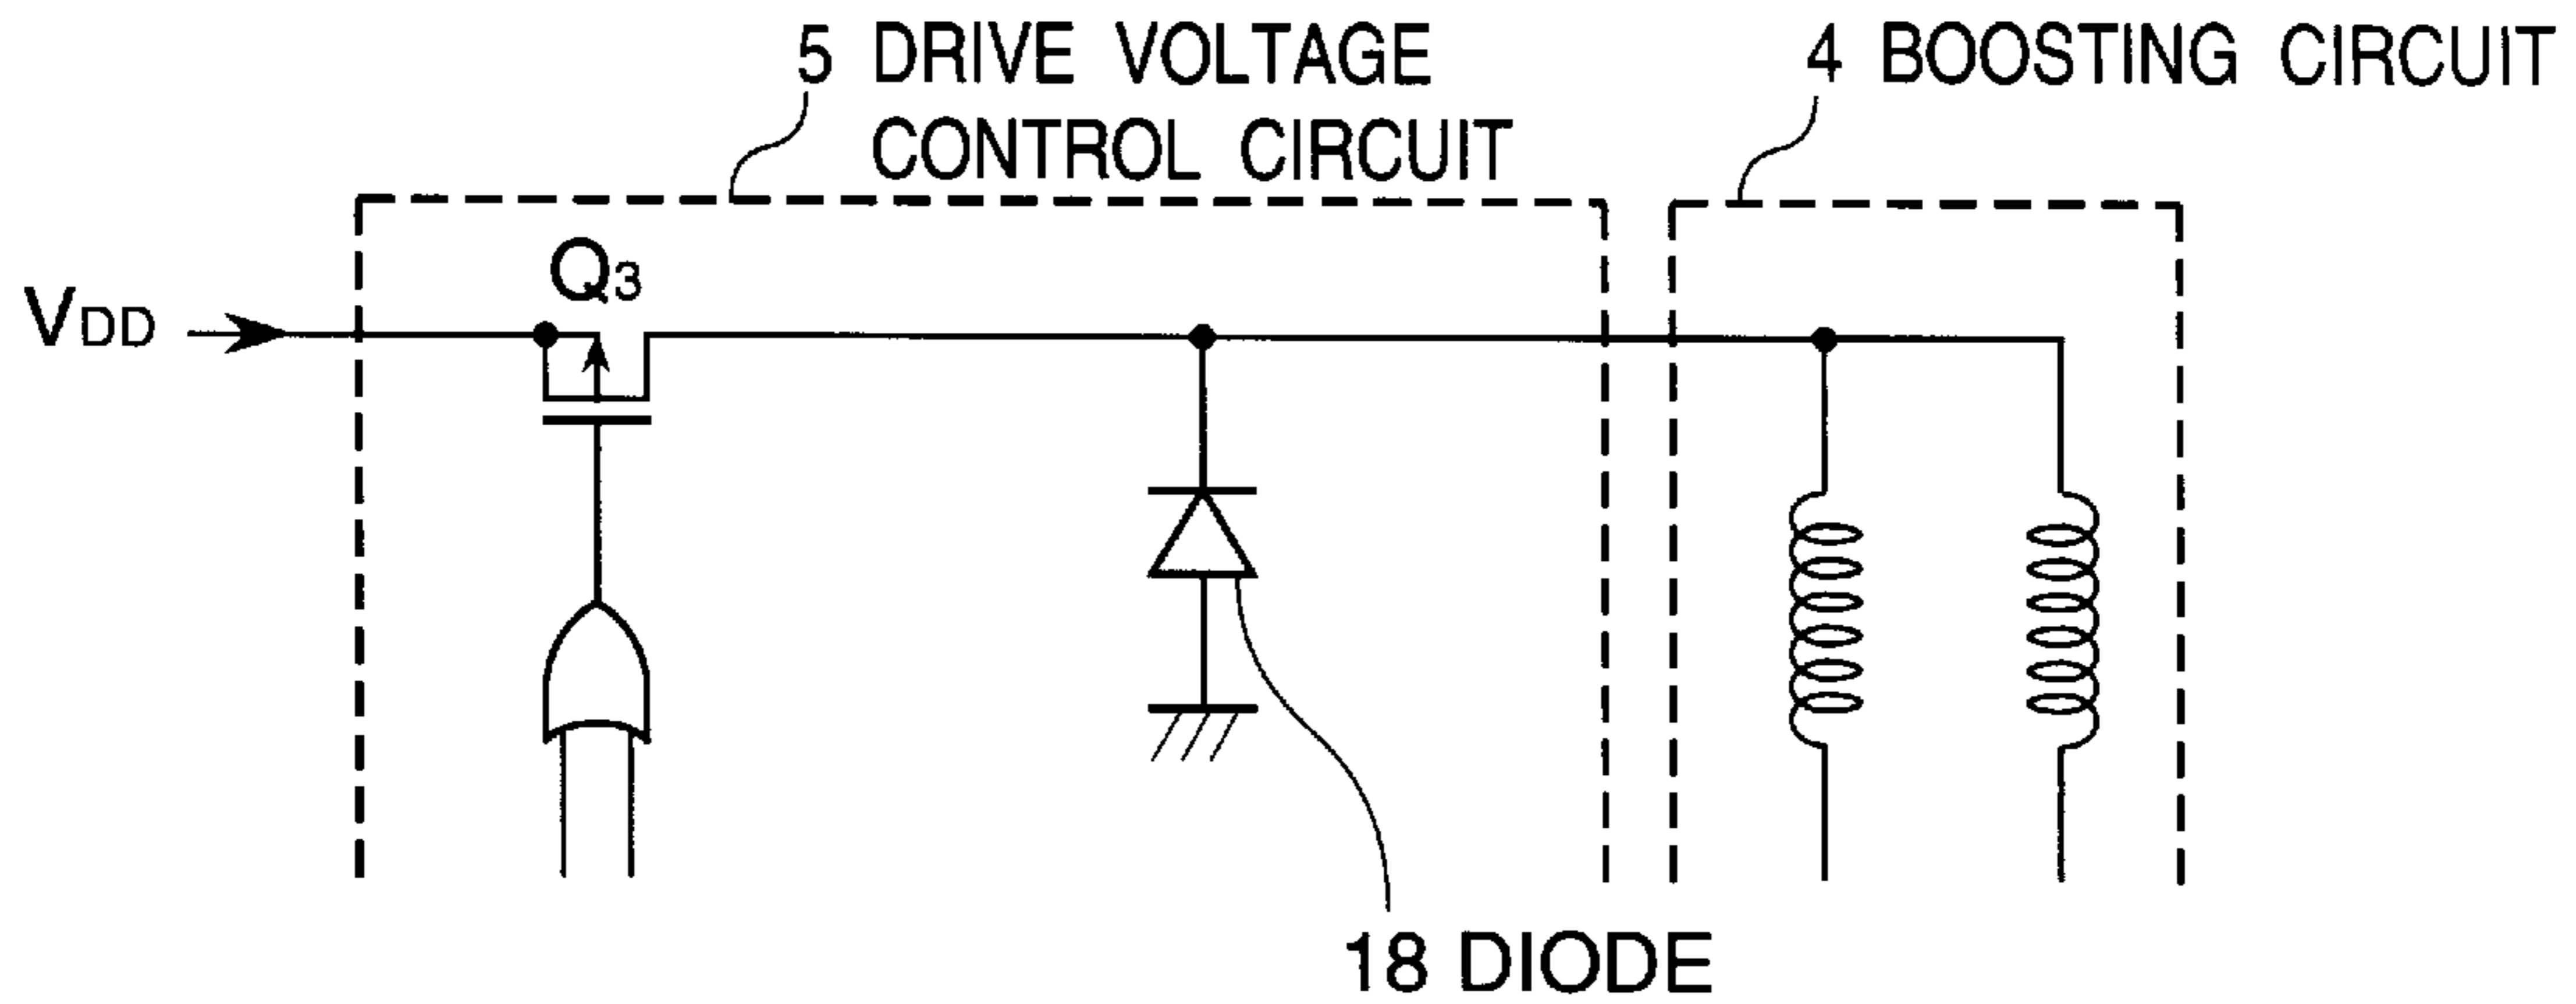 5 DRIVE VOLTAGE
CONTROL CIRCUIT
4 BOOSTING CIRCUIT
Q3
VDD
18 DIODE